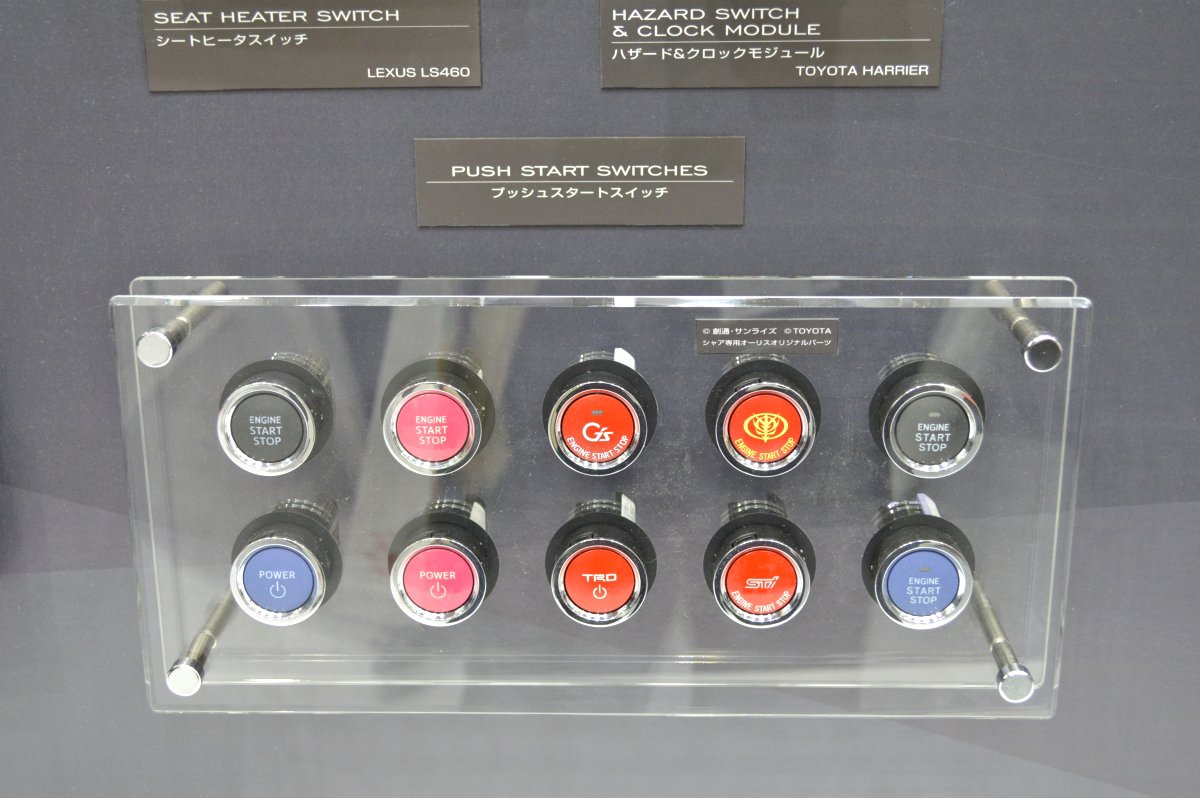 SEAT HEATER SWITCH
シートヒータスイッチ
LEXUS LS460
HAZARD SWITCH
& CLOCK MODULE
ハザード&クロックモジュール
TOYOTA HARRIER
PUSH START SWITCHES
プッシュスタートスイッチ
© 創通・サンライズ © TOYOTA
シャア専用オーリスオリジナルパーツ
ENGINE
START
STOP
ENGINE
START
STOP
G's
ENGINE START STOP
ENGINE START STOP
ENGINE
START
STOP
POWER
POWER
TRD
STI
ENGINE START STOP
ENGINE
START
STOP